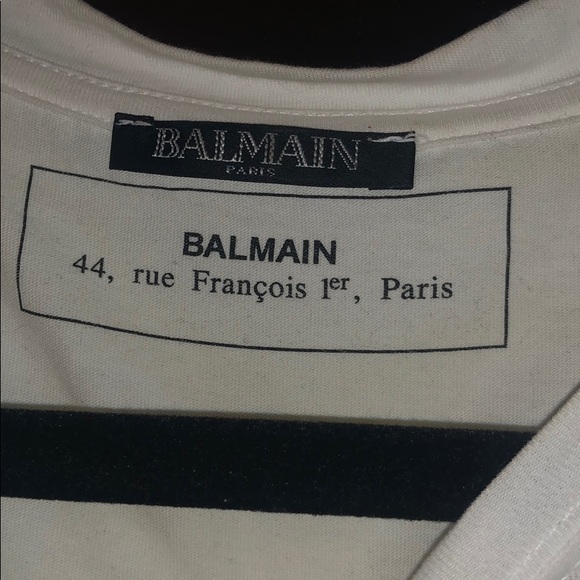 BALMAIN
PARIS
BALMAIN
44, rue François 1er, Paris